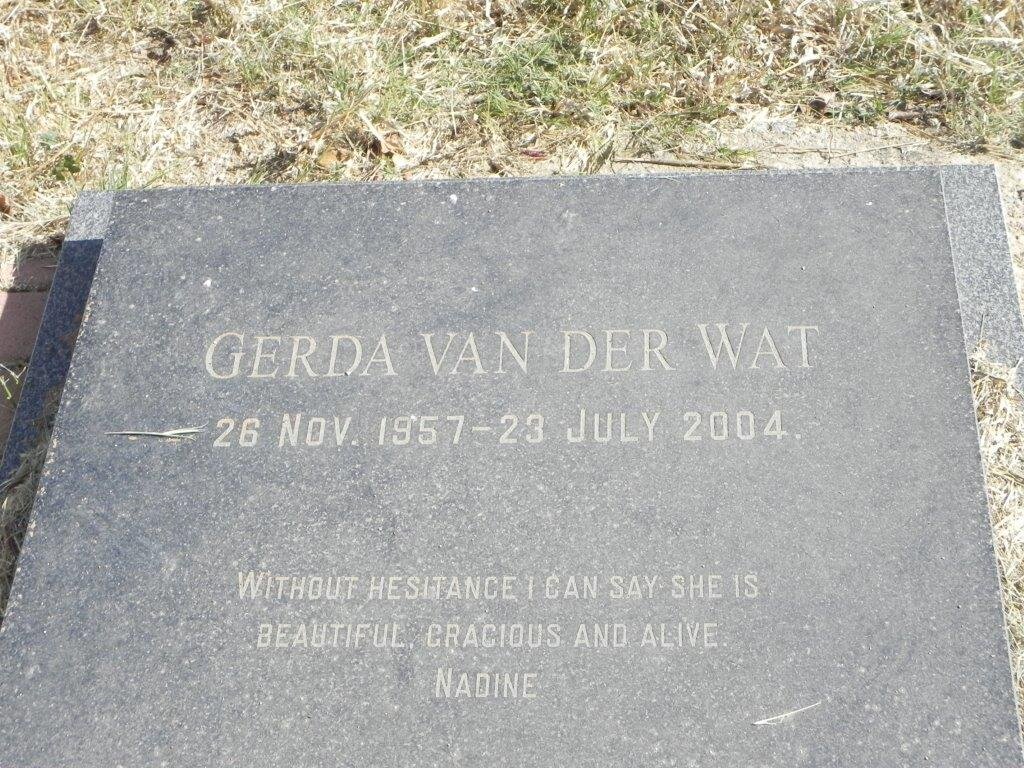 GERDA VAN DER WAT
26 NOV. 1957-23 JULY 2004.
WITHOUT HESITANCE I CAN SAY SHE IS
BEAUTIFUL, GRACIOUS AND ALIVE.
NADINE